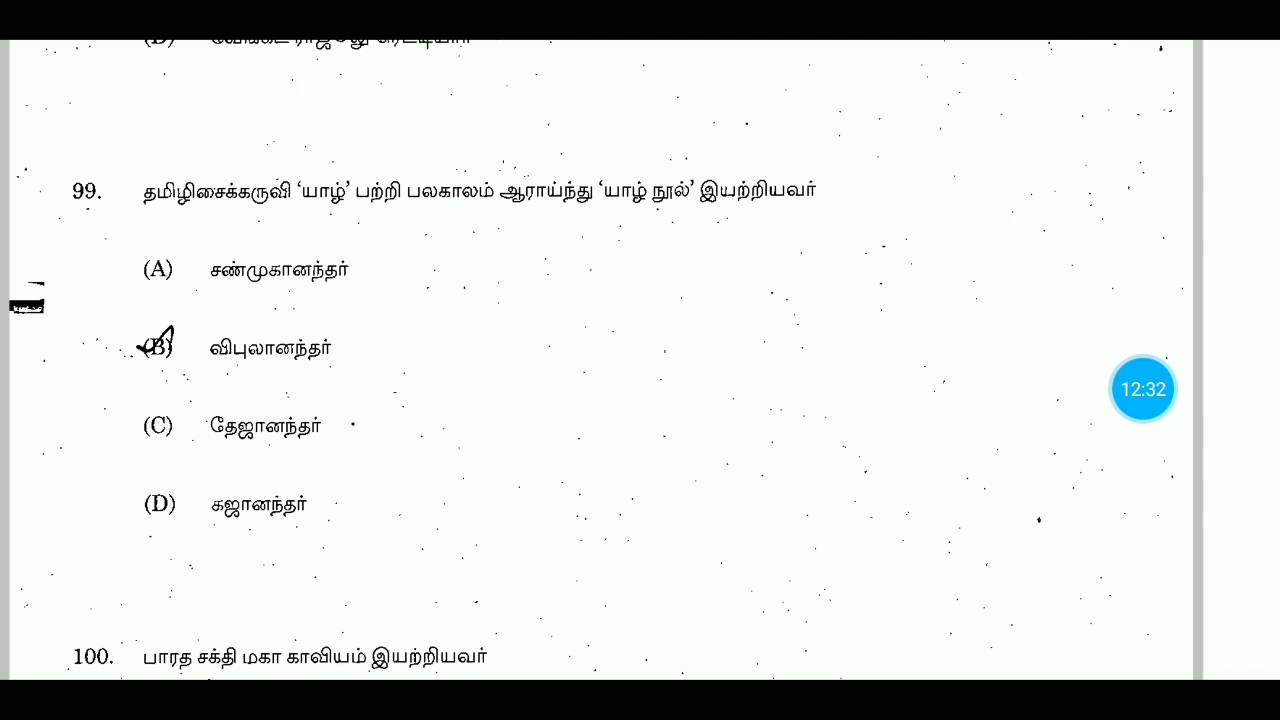 99. தமிழிசைக்கருவி ‘யாழ்’ பற்றி பலகாலம் ஆராய்ந்து ‘யாழ் நூல்’ இயற்றியவர்
(A) சண்முகானந்தர்
(B) விபுலானந்தர்
(C) தேஜானந்தர்
(D) கஜானந்தர்
12:32
100. பாரத சக்தி மகா காவியம் இயற்றியவர்